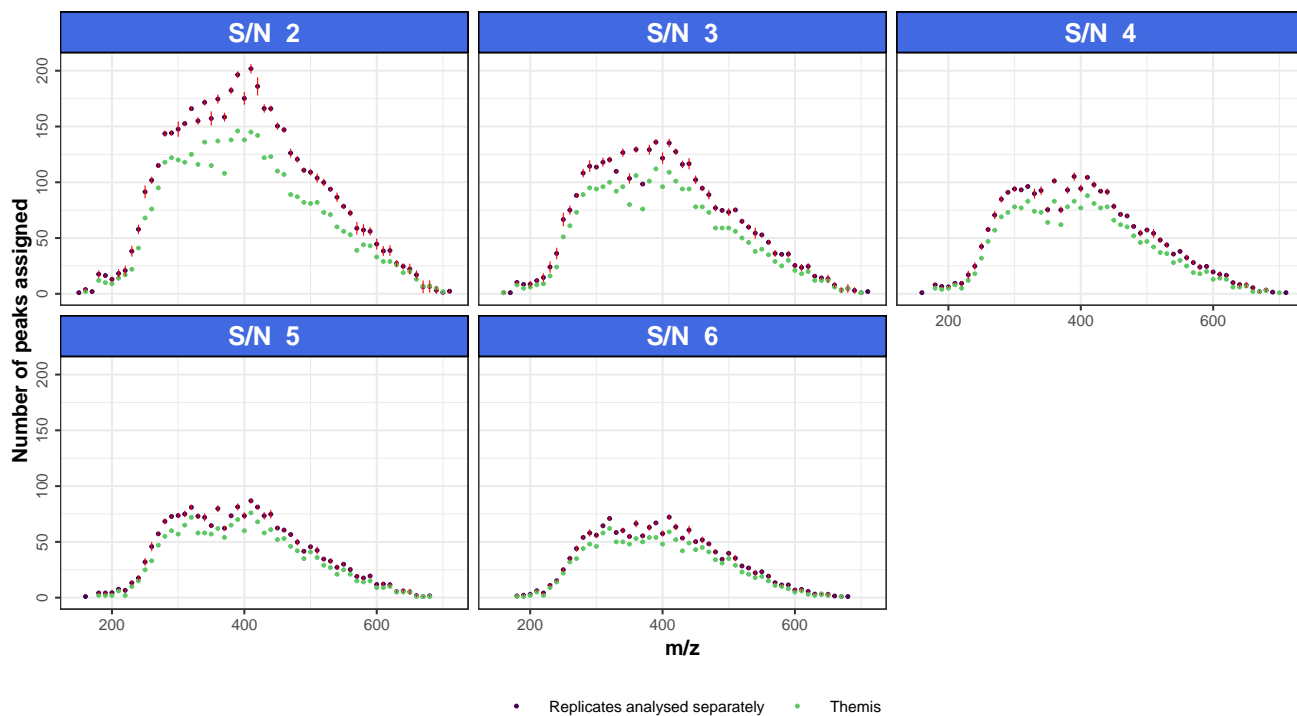 S/N 2
S/N 3
S/N 4
200
150
100
50
0
200 400 600
S/N 5
S/N 6
200
150
100
50
0
200 400 600
200 400 600
Number of peaks assigned
m/z
Replicates analysed separately
Themis